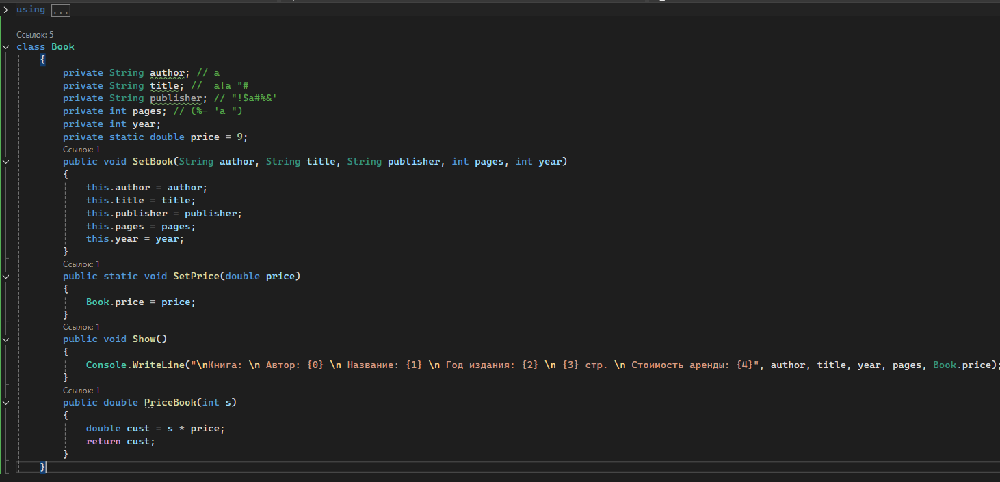 using ...
Ссылок: 5
class Book
{
private String author; // а
private String title; // а!а "#
private String publisher; // "!$а#%&'
private int pages; // (%- 'а ")
private int year;
private static double price = 9;
Ссылок: 1
public void SetBook(String author, String title, String publisher, int pages, int year)
{
this.author = author;
this.title = title;
this.publisher = publisher;
this.pages = pages;
this.year = year;
}
Ссылок: 1
public static void SetPrice(double price)
{
Book.price = price;
}
Ссылок: 1
public void Show()
{
Console.WriteLine("\nКнига: \n Автор: {0} \n Название: {1} \n Год издания: {2} \n {3} стр. \n Стоимость аренды: {4}", author, title, year, pages, Book.price);
}
Ссылок: 1
public double PriceBook(int s)
{
double cust = s * price;
return cust;
}
}